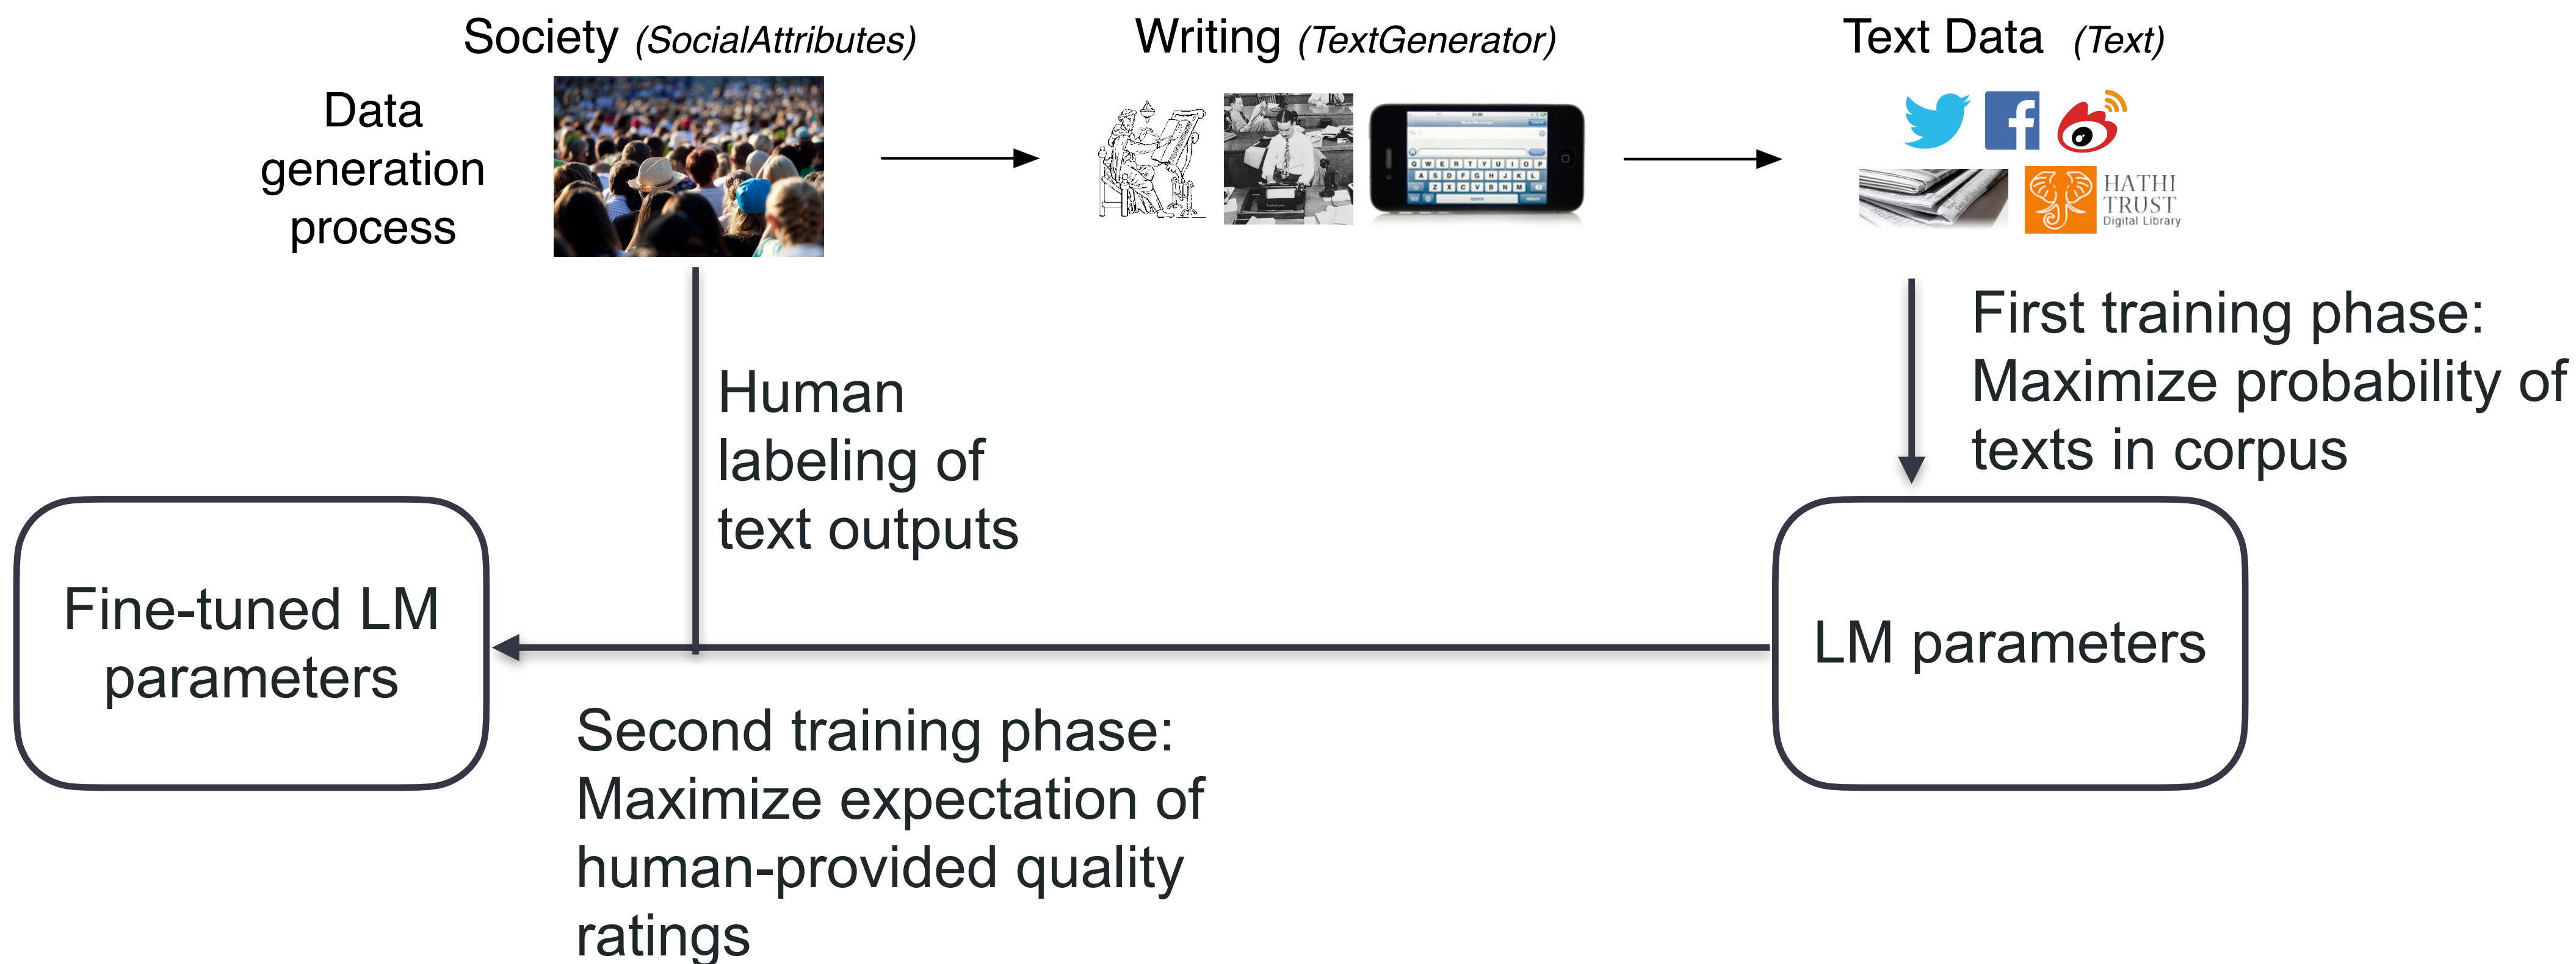 Society (SocialAttributes)
Writing (TextGenerator)
Text Data (Text)
Data
generation
process
Q W E R T Y U I O P
A S D F G H J K L
Z X C V B N M
space
return
HATHI
TRUST
Digital Library
First training phase:
Maximize probability of
texts in corpus
Human
labeling of
text outputs
Fine-tuned LM
parameters
LM parameters
Second training phase:
Maximize expectation of
human-provided quality
ratings